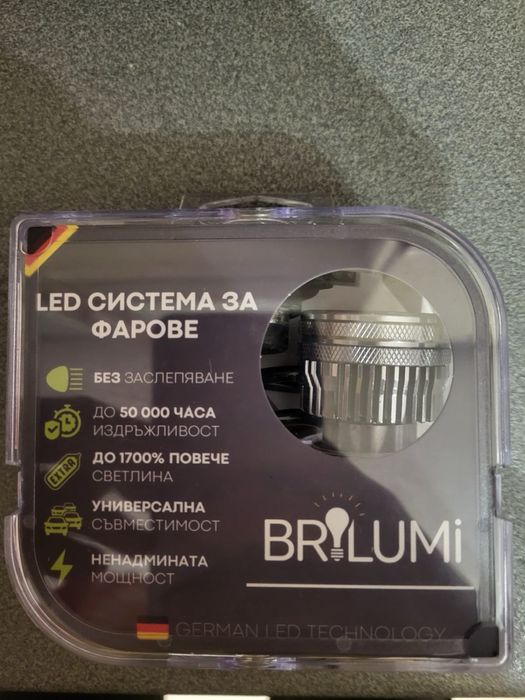 LED СИСТЕМА ЗА
ФАРОВЕ
БЕЗ ЗАСЛЕПЯВАНЕ
ДО 50 000 ЧАСА
ИЗДРЪЖЛИВОСТ
EXTRA
ДО 1700% ПОВЕЧЕ
СВЕТЛИНА
УНИВЕРСАЛНА
СЪВМЕСТИМОСТ
НЕНАДМИНАТА
МОЩНОСТ
BRILUMi
GERMAN LED TECHNOLOGY